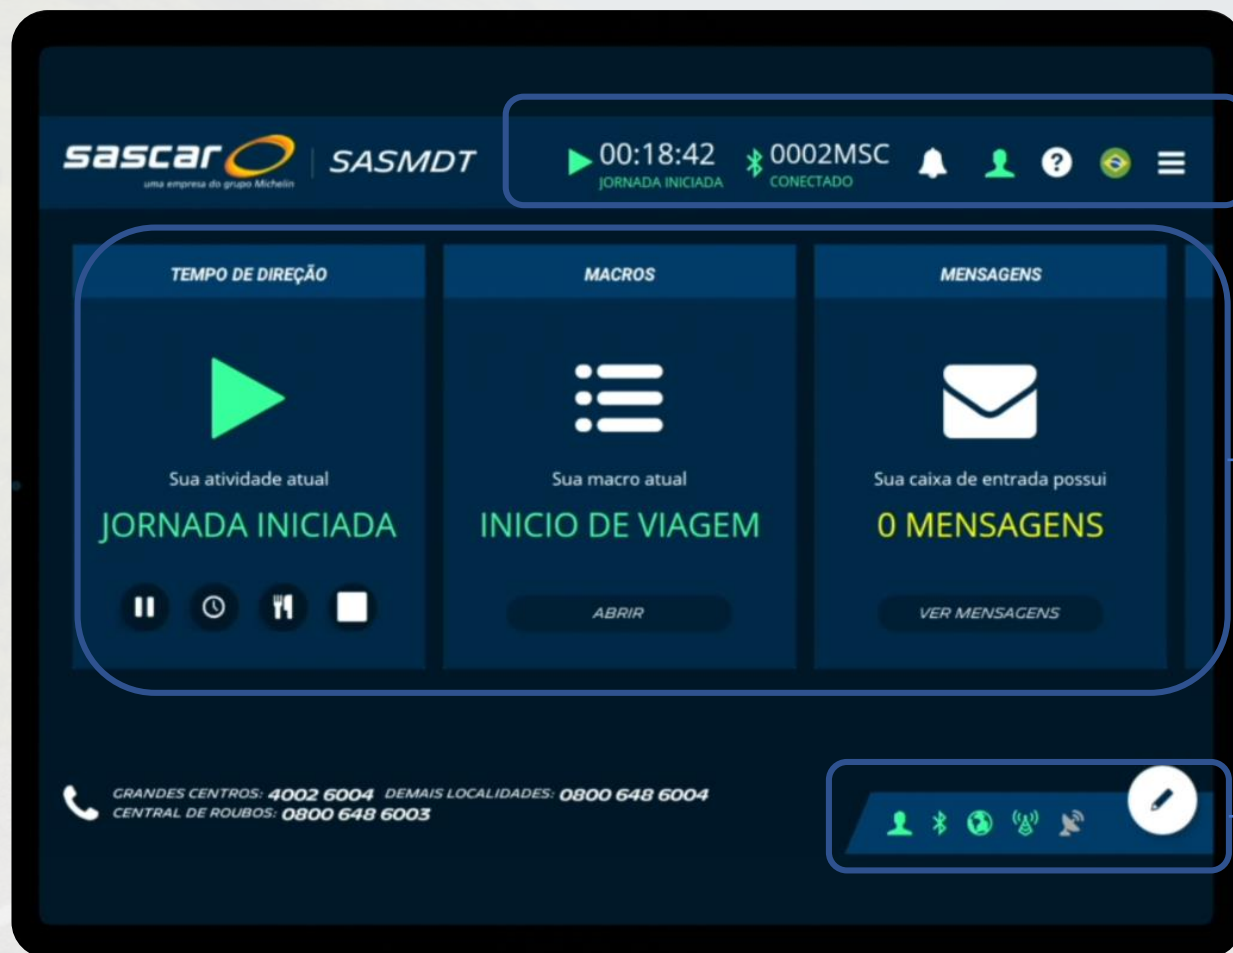 sascar
uma empresa do grupo Michelin
SASMDT
00:18:42
JORNADA INICIADA
0002MSC
CONECTADO
TEMPO DE DIREÇÃO
Sua atividade atual
JORNADA INICIADA
MACROS
Sua macro atual
INICIO DE VIAGEM
ABRIR
MENSAGENS
Sua caixa de entrada possui
0 MENSAGENS
VER MENSAGENS
GRANDES CENTROS: 4002 6004 DEMAIS LOCALIDADES: 0800 648 6004
CENTRAL DE ROUBOS: 0800 648 6003